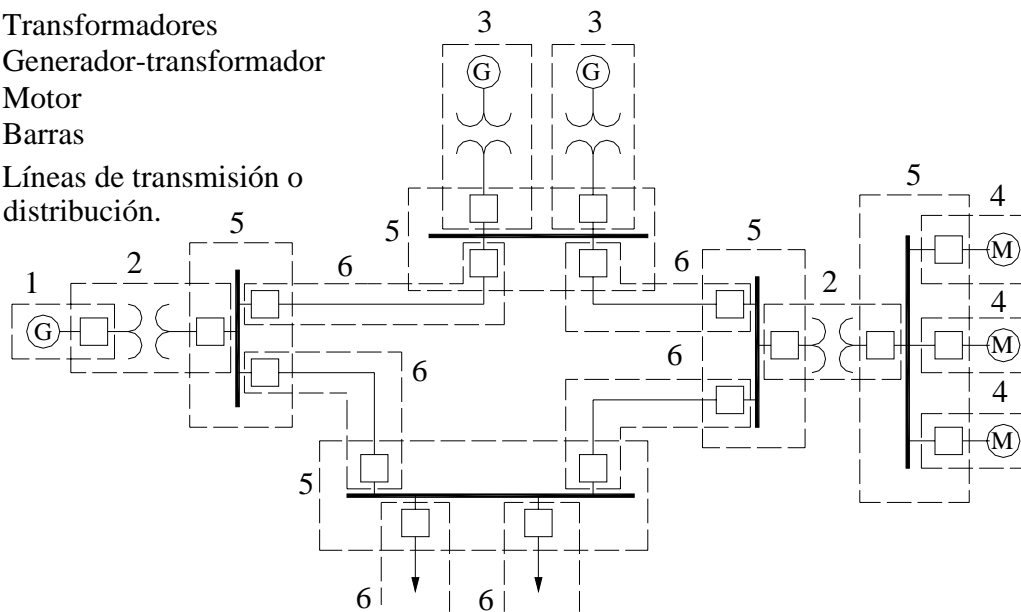 Transformadores
Generador-transformador
Motor
Barras
Líneas de transmisión o
distribución.
3 3
G G
5
4
5
5
5
2
6
6
2
1
M
G
4
M
6
6
4
M
5
6 6